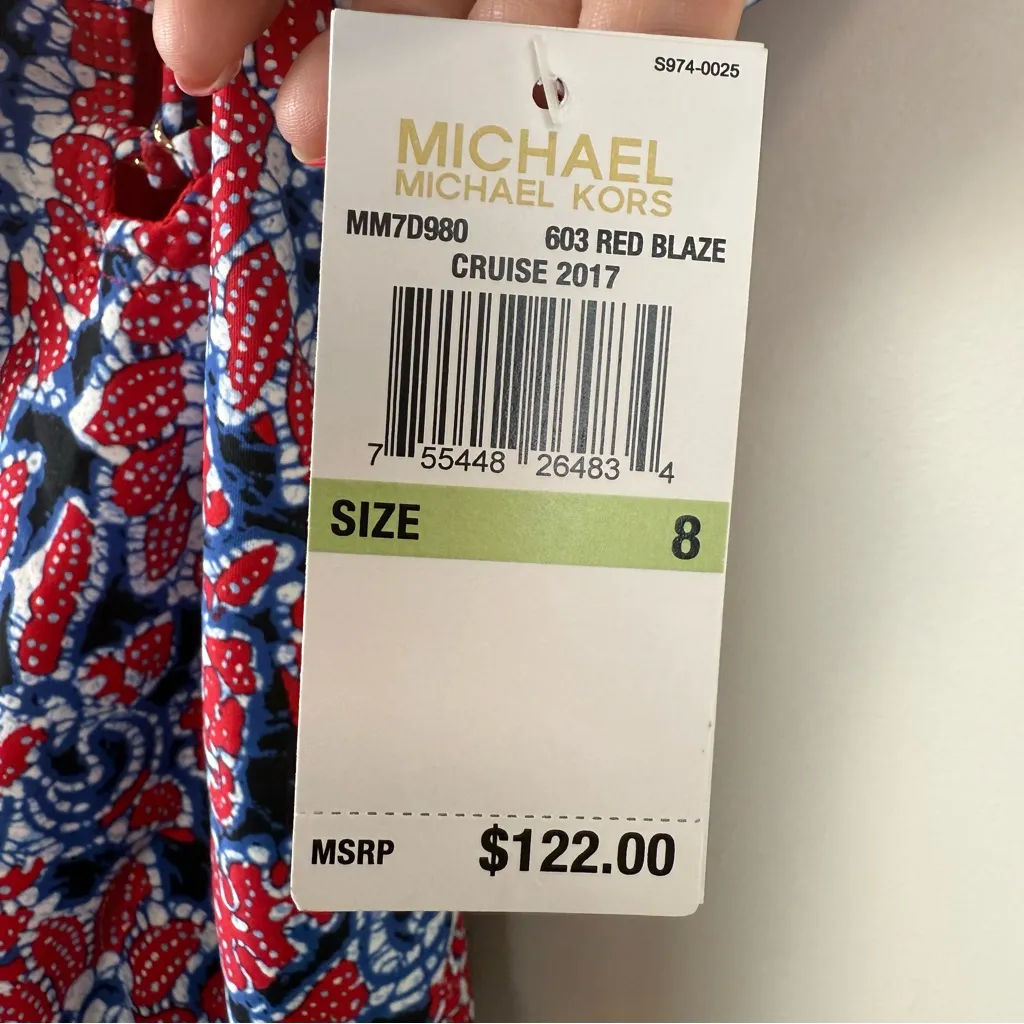 S974-0025
MICHAEL
MICHAEL KORS
MM7D980 603 RED BLAZE
CRUISE 2017
7 55448 26483 4
SIZE 8
MSRP $122.00